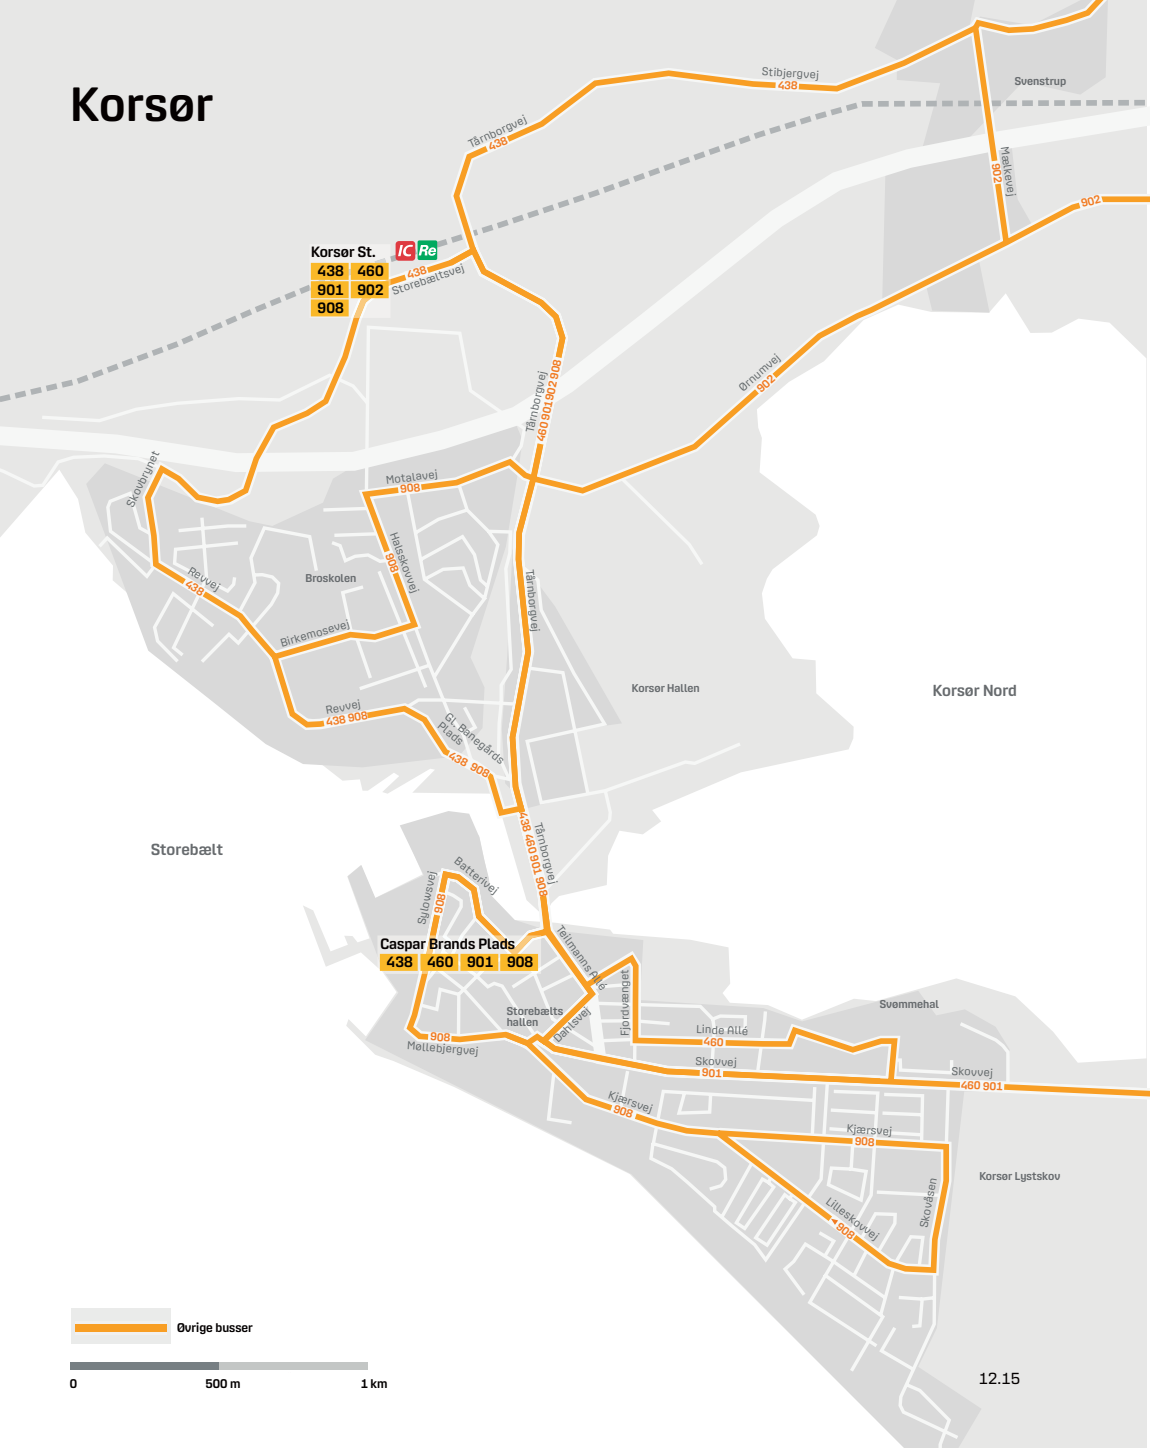 Korsør
Stibjergvej
438
Svenstrup
Tårnborgvej
438
Mælkevej
902
902
Korsør St.
IC Re
438 460
901 902
908
438
Storebæltsvej
Tårnborgvej
460 901 902 908
Ørnumvej
902
Skovbrynet
Motalavej
908
Halsskovvej
908
Broskolen
Revvej
438
Birkemosevej
Tårnborgvej
Korsør Hallen
Korsør Nord
Revvej
438 908
Gl. Banegårds
Plads
438 908
Storebælt
Tårnborgvej
438 460 901 908
Batterivej
Sylowsvej
908
Caspar Brands Plads
438 460 901 908
Teilmanns Allé
Fjordvænget
Storebælts
hallen
Dahlsvej
Svømmehal
Linde Allé
460
908
Møllebjergvej
Skovvej
901
Skovvej
460 901
Kjærsvej
908
Kjærsvej
908
Korsør Lystskov
Skovåsen
Lilleskovvej
908
Øvrige busser
0 500 m 1 km
12.15